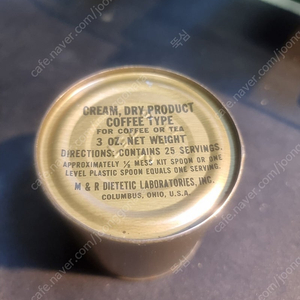 CREAM, DRY PRODUCT
COFFEE TYPE
FOR COFFEE OR TEA
3 OZ. NET WEIGHT
DIRECTIONS: CONTAINS 25 SERVINGS.
APPROXIMATELY ½ MESS KIT SPOON OR ONE
LEVEL PLASTIC SPOON EQUALS ONE SERVING.
M & R DIETETIC LABORATORIES, INC.
COLUMBUS, OHIO, U.S.A.